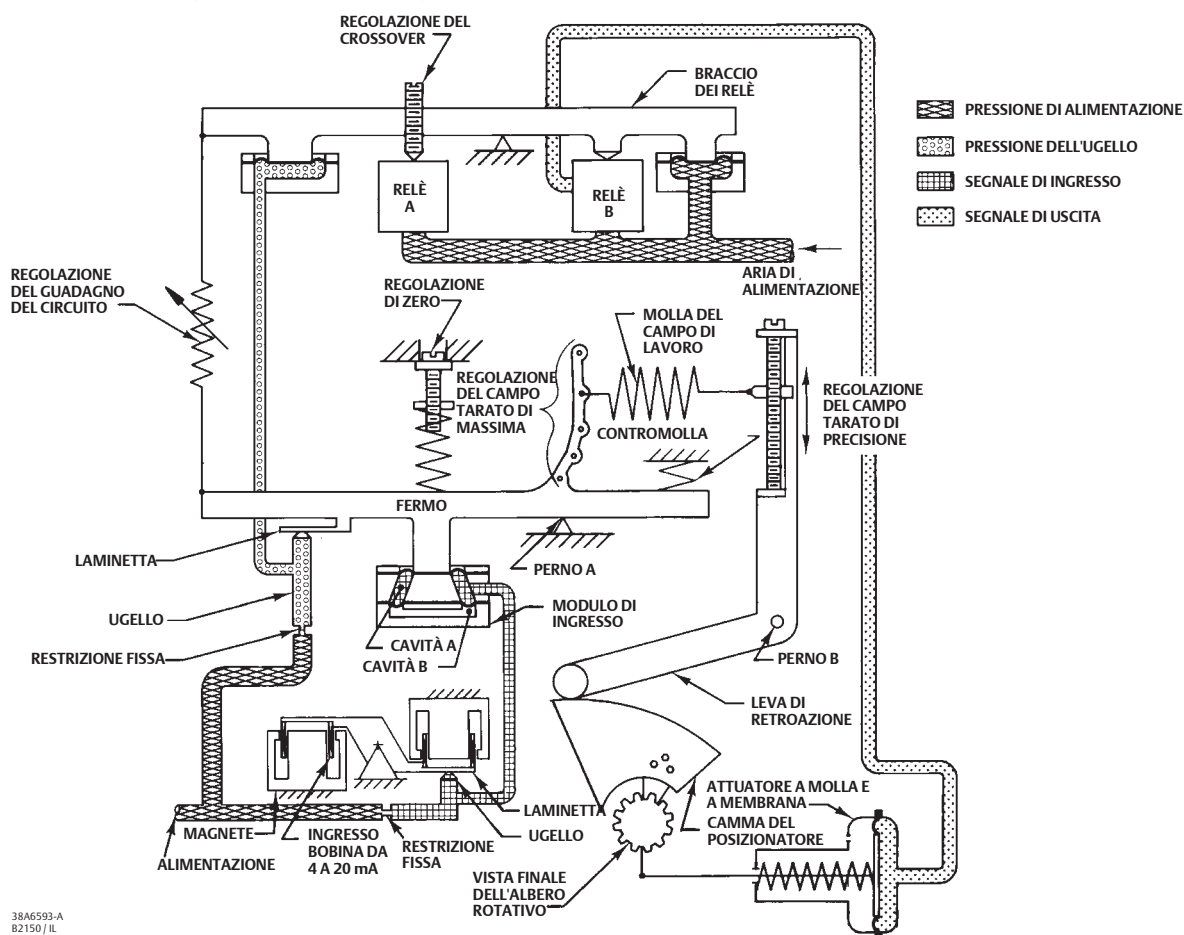 REGOLAZIONE DEL
CROSSOVER
BRACCIO
DEI RELÈ
PRESSIONE DI ALIMENTAZIONE
PRESSIONE DELL'UGELLO
SEGNALE DI INGRESSO
SEGNALE DI USCITA
RELÈ
A
RELÈ
B
ARIA DI
ALIMENTAZIONE
REGOLAZIONE
DEL GUADAGNO
DEL CIRCUITO
REGOLAZIONE
DI ZERO
MOLLA DEL
CAMPO DI
LAVORO
REGOLAZIONE
DEL CAMPO
TARATO DI
MASSIMA
CONTROMOLLA
REGOLAZIONE
DEL CAMPO
TARATO DI
PRECISIONE
FERMO
LAMINETTA
PERNO A
UGELLO
MODULO DI
INGRESSO
RESTRIZIONE FISSA
CAVITÀ A
CAVITÀ B
PERNO B
LEVA DI
RETROAZIONE
MAGNETE
ALIMENTAZIONE
INGRESSO
BOBINA DA
4 A 20 mA
RESTRIZIONE
FISSA
LAMINETTA
UGELLO
ATTUATORE A MOLLA E
A MEMBRANA
CAMMA DEL
POSIZIONATORE
VISTA FINALE
DELL'ALBERO
ROTATIVO
38A6593-A
B2150 / IL